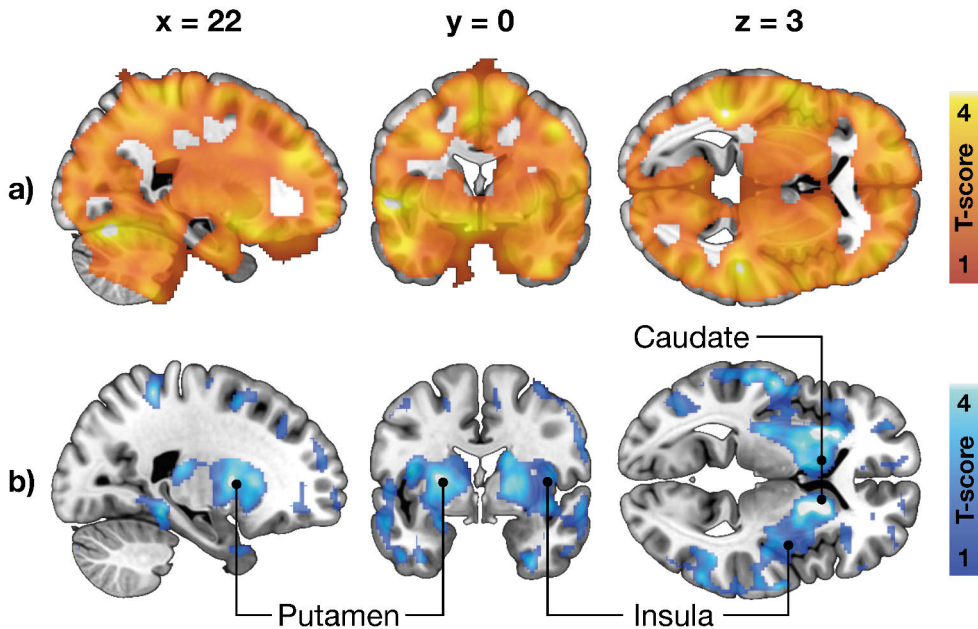 x = 22
y = 0
z = 3
a)
4
T-score
1
Caudate
b)
4
T-score
1
Putamen
Insula